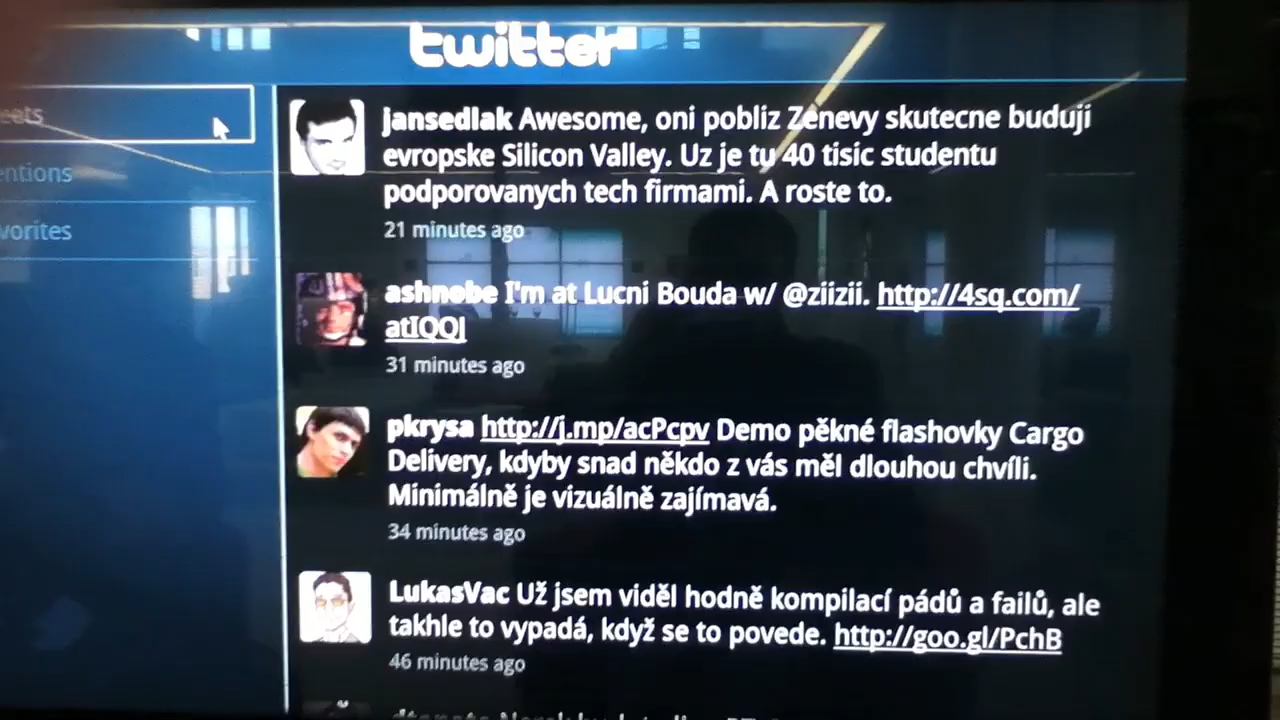 twitter
jansedlak Awesome, oni pobliz Zenevy skutecne buduji
evropske Silicon Valley. Uz je tu 40 tisic studentu
podporovanych tech firmami. A roste to.
21 minutes ago
ashnobe I'm at Lucni Bouda w/ @ziizii. http://4sq.com/
atIQQJ
31 minutes ago
entions
vorites
pkrysa http://j.mp/acPcpv Demo pěkné flashovky Cargo
Delivery, kdyby snad někdo z vás měl dlouhou chvíli.
Minimálně je vizuálně zajímavá.
34 minutes ago
LukasVac Už jsem viděl hodně kompilací pádů a failů, ale
takhle to vypadá, když se to povede. http://goo.gl/PchB
46 minutes ago